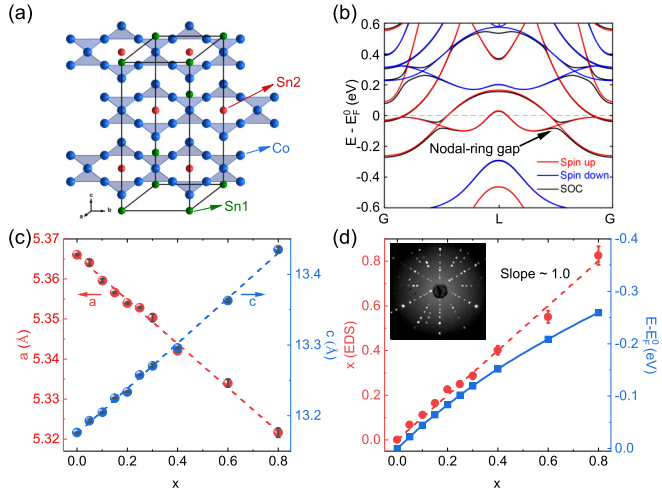 (a)
Sn2
Co
Sn1
c
a
b
(b)
E - E⁰F (eV)
0.6
0.4
0.2
0
-0.2
-0.4
-0.6
Nodal-ring gap
Spin up
Spin down
SOC
G
L
G
(c)
a (Å)
5.37
5.36
5.35
5.34
5.33
5.32
a
c
13.4
13.3
13.2
c (Å)
0.0
0.2
0.4
0.6
0.8
x
(d)
x (EDS)
0.8
0.6
0.4
0.2
0.0
Slope ~ 1.0
-0.4
-0.3
-0.2
-0.1
0.0
E-E⁰F (eV)
0.0
0.2
0.4
0.6
0.8
x